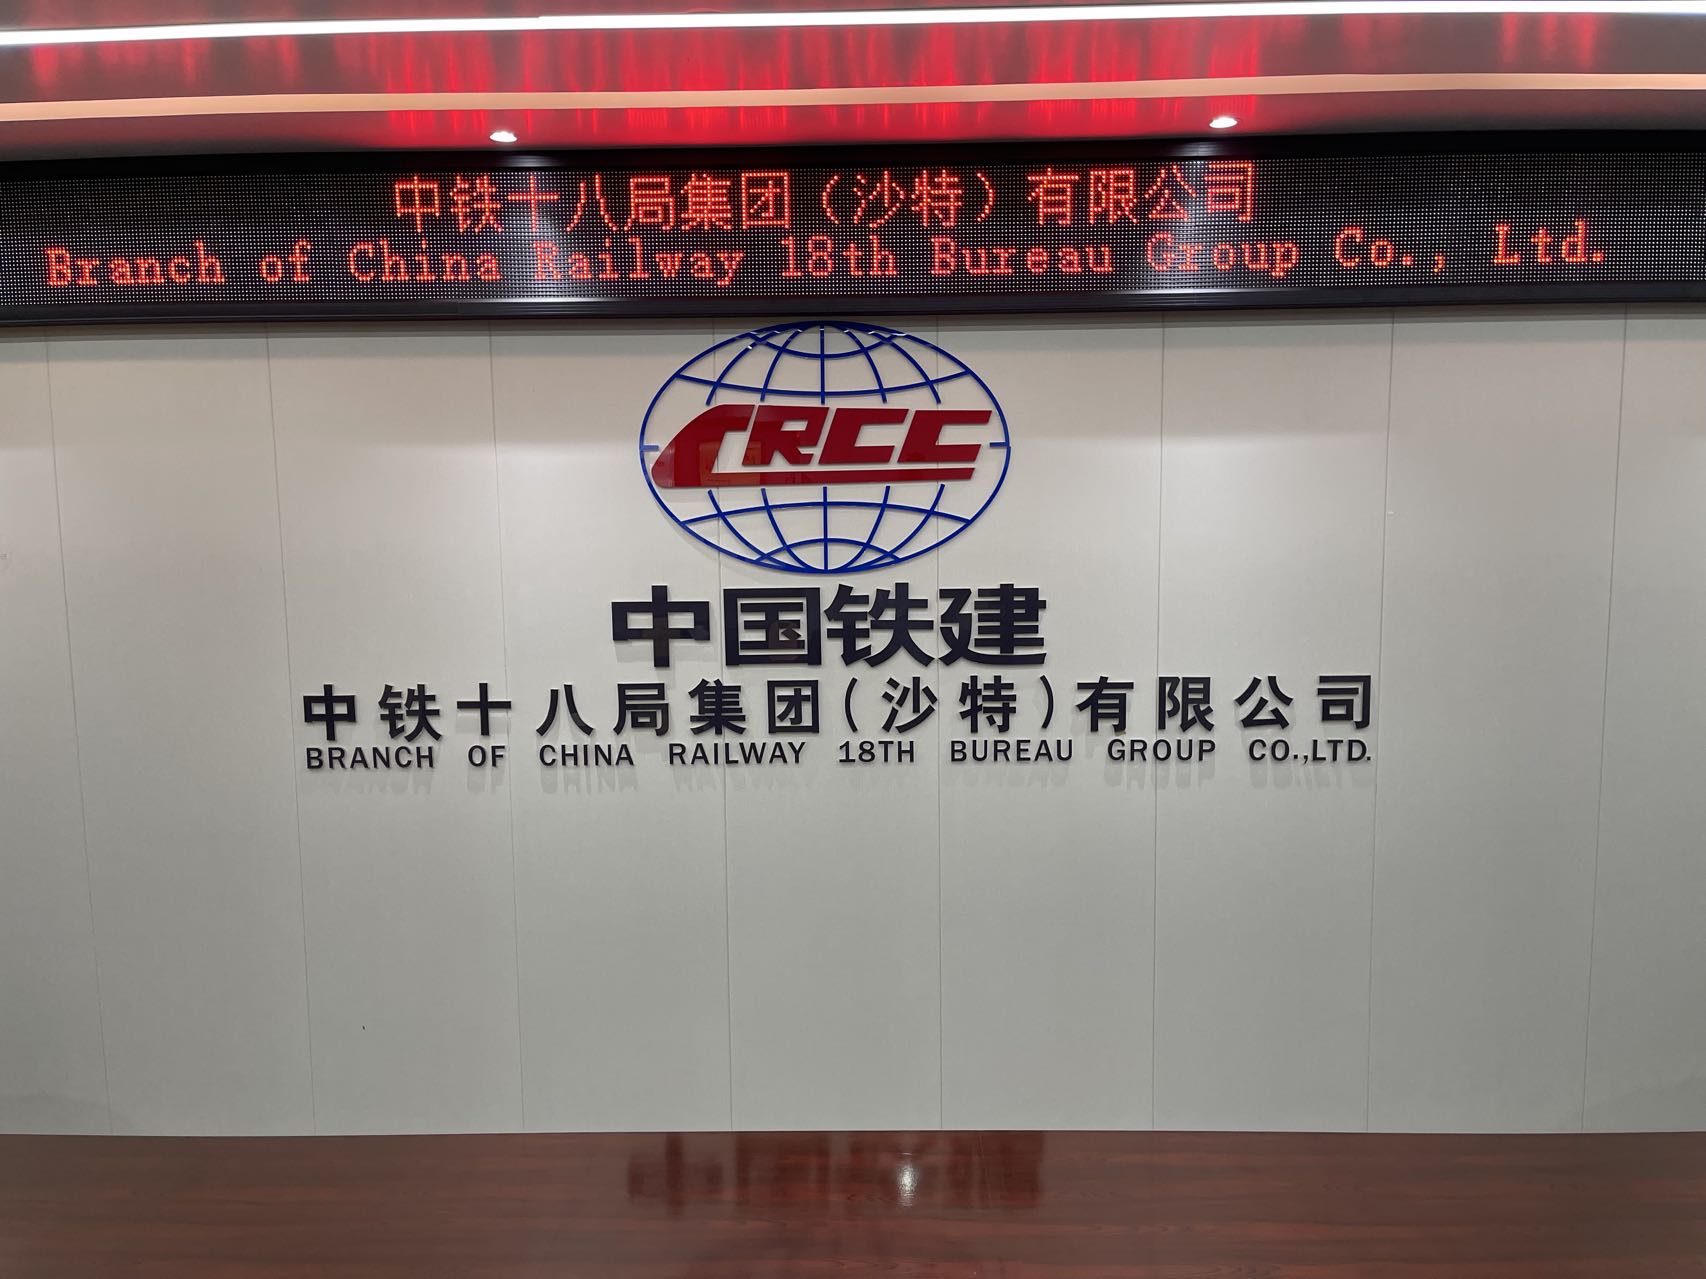 中铁十八局集团（沙特）有限公司
Branch of China Railway 18th Bureau Group Co., Ltd.
CRCC
中国铁建
中铁十八局集团(沙特)有限公司
BRANCH OF CHINA RAILWAY 18TH BUREAU GROUP CO.,LTD.